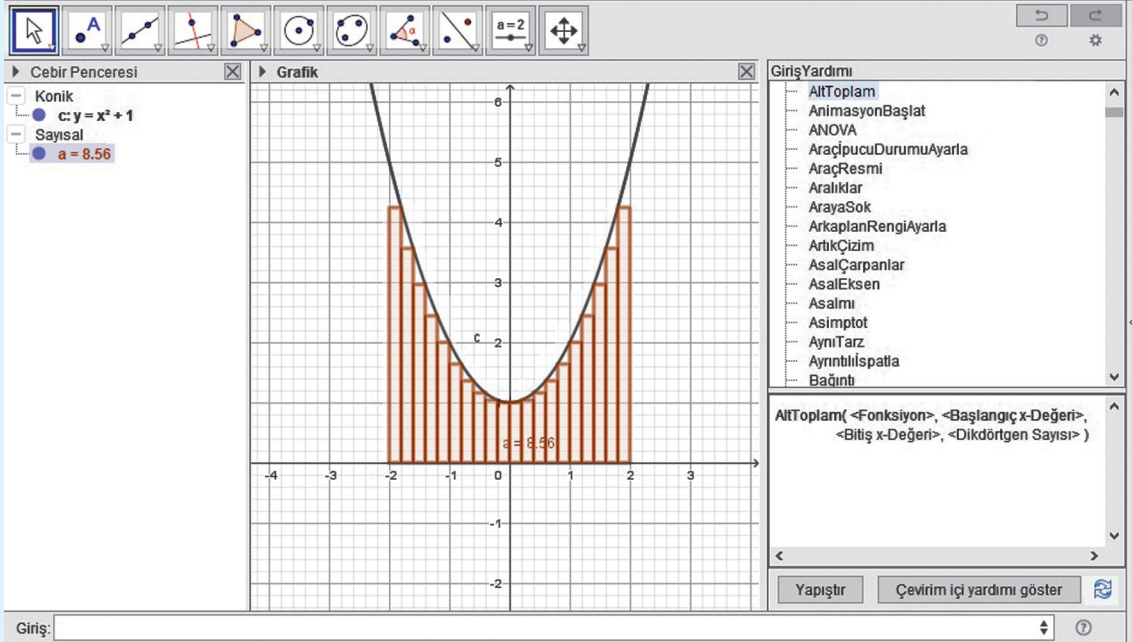 A
α
a = 2
Cebir Penceresi
Konik
c: y = x² + 1
Sayısal
a = 8.56
Grafik
6
5
4
3
2
c
a = 8.56
-4 -3 -2 -1 0 1 2 3
-1
-2
GirişYardımı
AltToplam
AnimasyonBaşlat
ANOVA
AraçİpucuDurumuAyarla
AraçResmi
Aralıklar
ArayaSok
ArkaplanRengiAyarla
ArtıkÇizim
AsalÇarpanlar
AsalEksen
Asalmı
Asimptot
AynıTarz
Ayrıntılıİspatla
Bağıntı
AltToplam( <Fonksiyon>, <Başlangıç x-Değeri>,
<Bitiş x-Değeri>, <Dikdörtgen Sayısı> )
Yapıştır
Çevirim içi yardımı göster
Giriş: